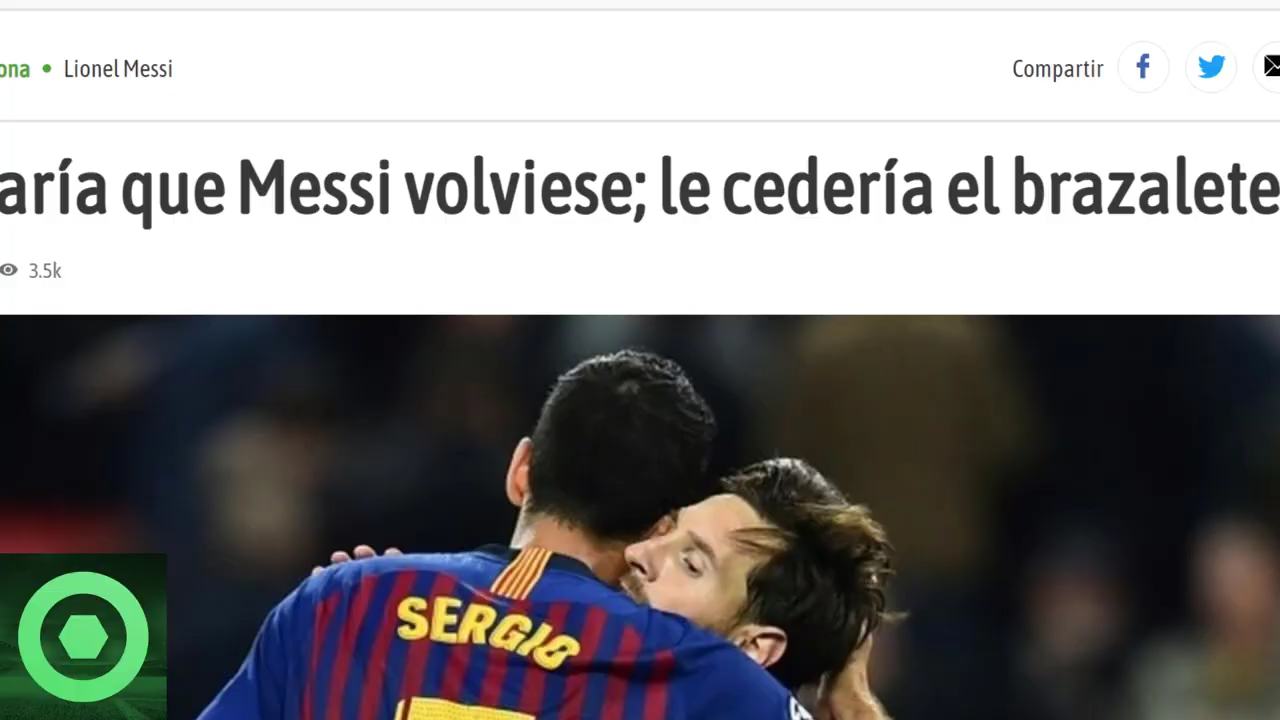 ona • Lionel Messi
Compartir
aría que Messi volviese; le cedería el brazalete
3.5k
SERGIO